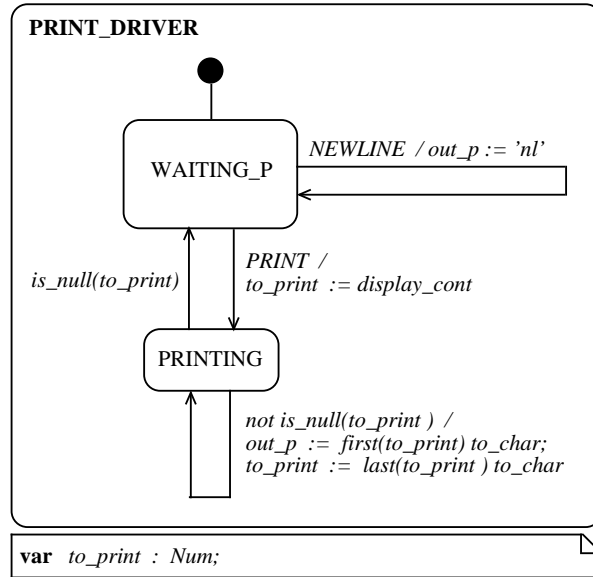 PRINT_DRIVER
WAITING_P
NEWLINE / out_p := 'nl'
is_null(to_print)
PRINT /
to_print := display_cont
PRINTING
not is_null(to_print ) /
out_p := first(to_print) to_char;
to_print := last(to_print ) to_char
var to_print : Num;